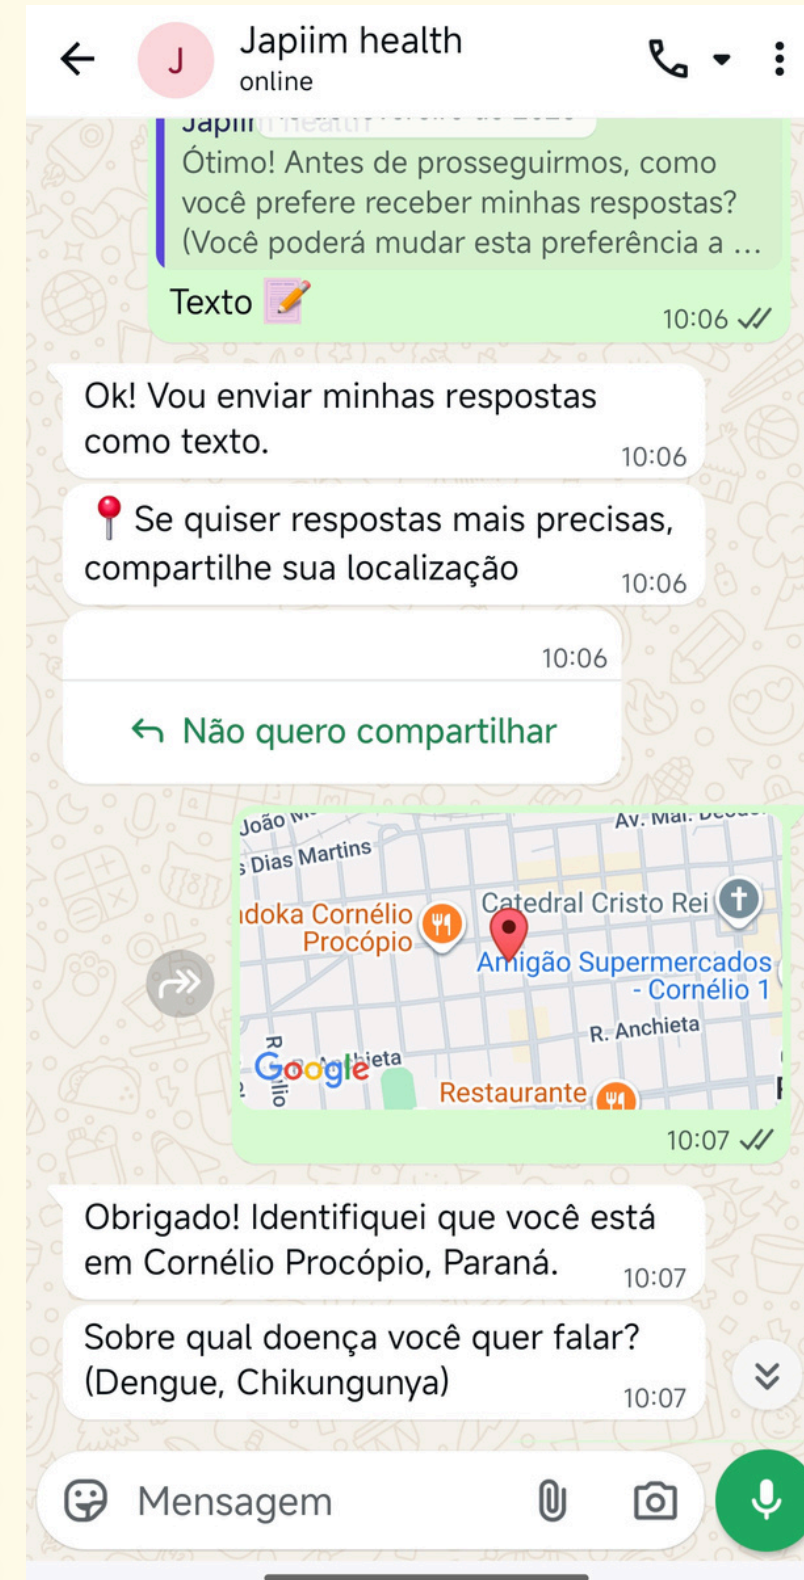 J
Japiim health
online
Ótimo! Antes de prosseguirmos, como
você prefere receber minhas respostas?
(Você poderá mudar esta preferência a ...
Texto
10:06
Ok! Vou enviar minhas respostas
como texto.
10:06
Se quiser respostas mais precisas,
compartilhe sua localização
10:06
10:06
Não quero compartilhar
João
Av. Mal.
Dias Martins
Catedral Cristo Rei
Cornélio
Procópio
Amigão Supermercados
- Cornélio 1
R. Anchieta
Google
Restaurante
10:07
Obrigado! Identifiquei que você está
em Cornélio Procópio, Paraná.
10:07
Sobre qual doença você quer falar?
(Dengue, Chikungunya)
10:07
Mensagem